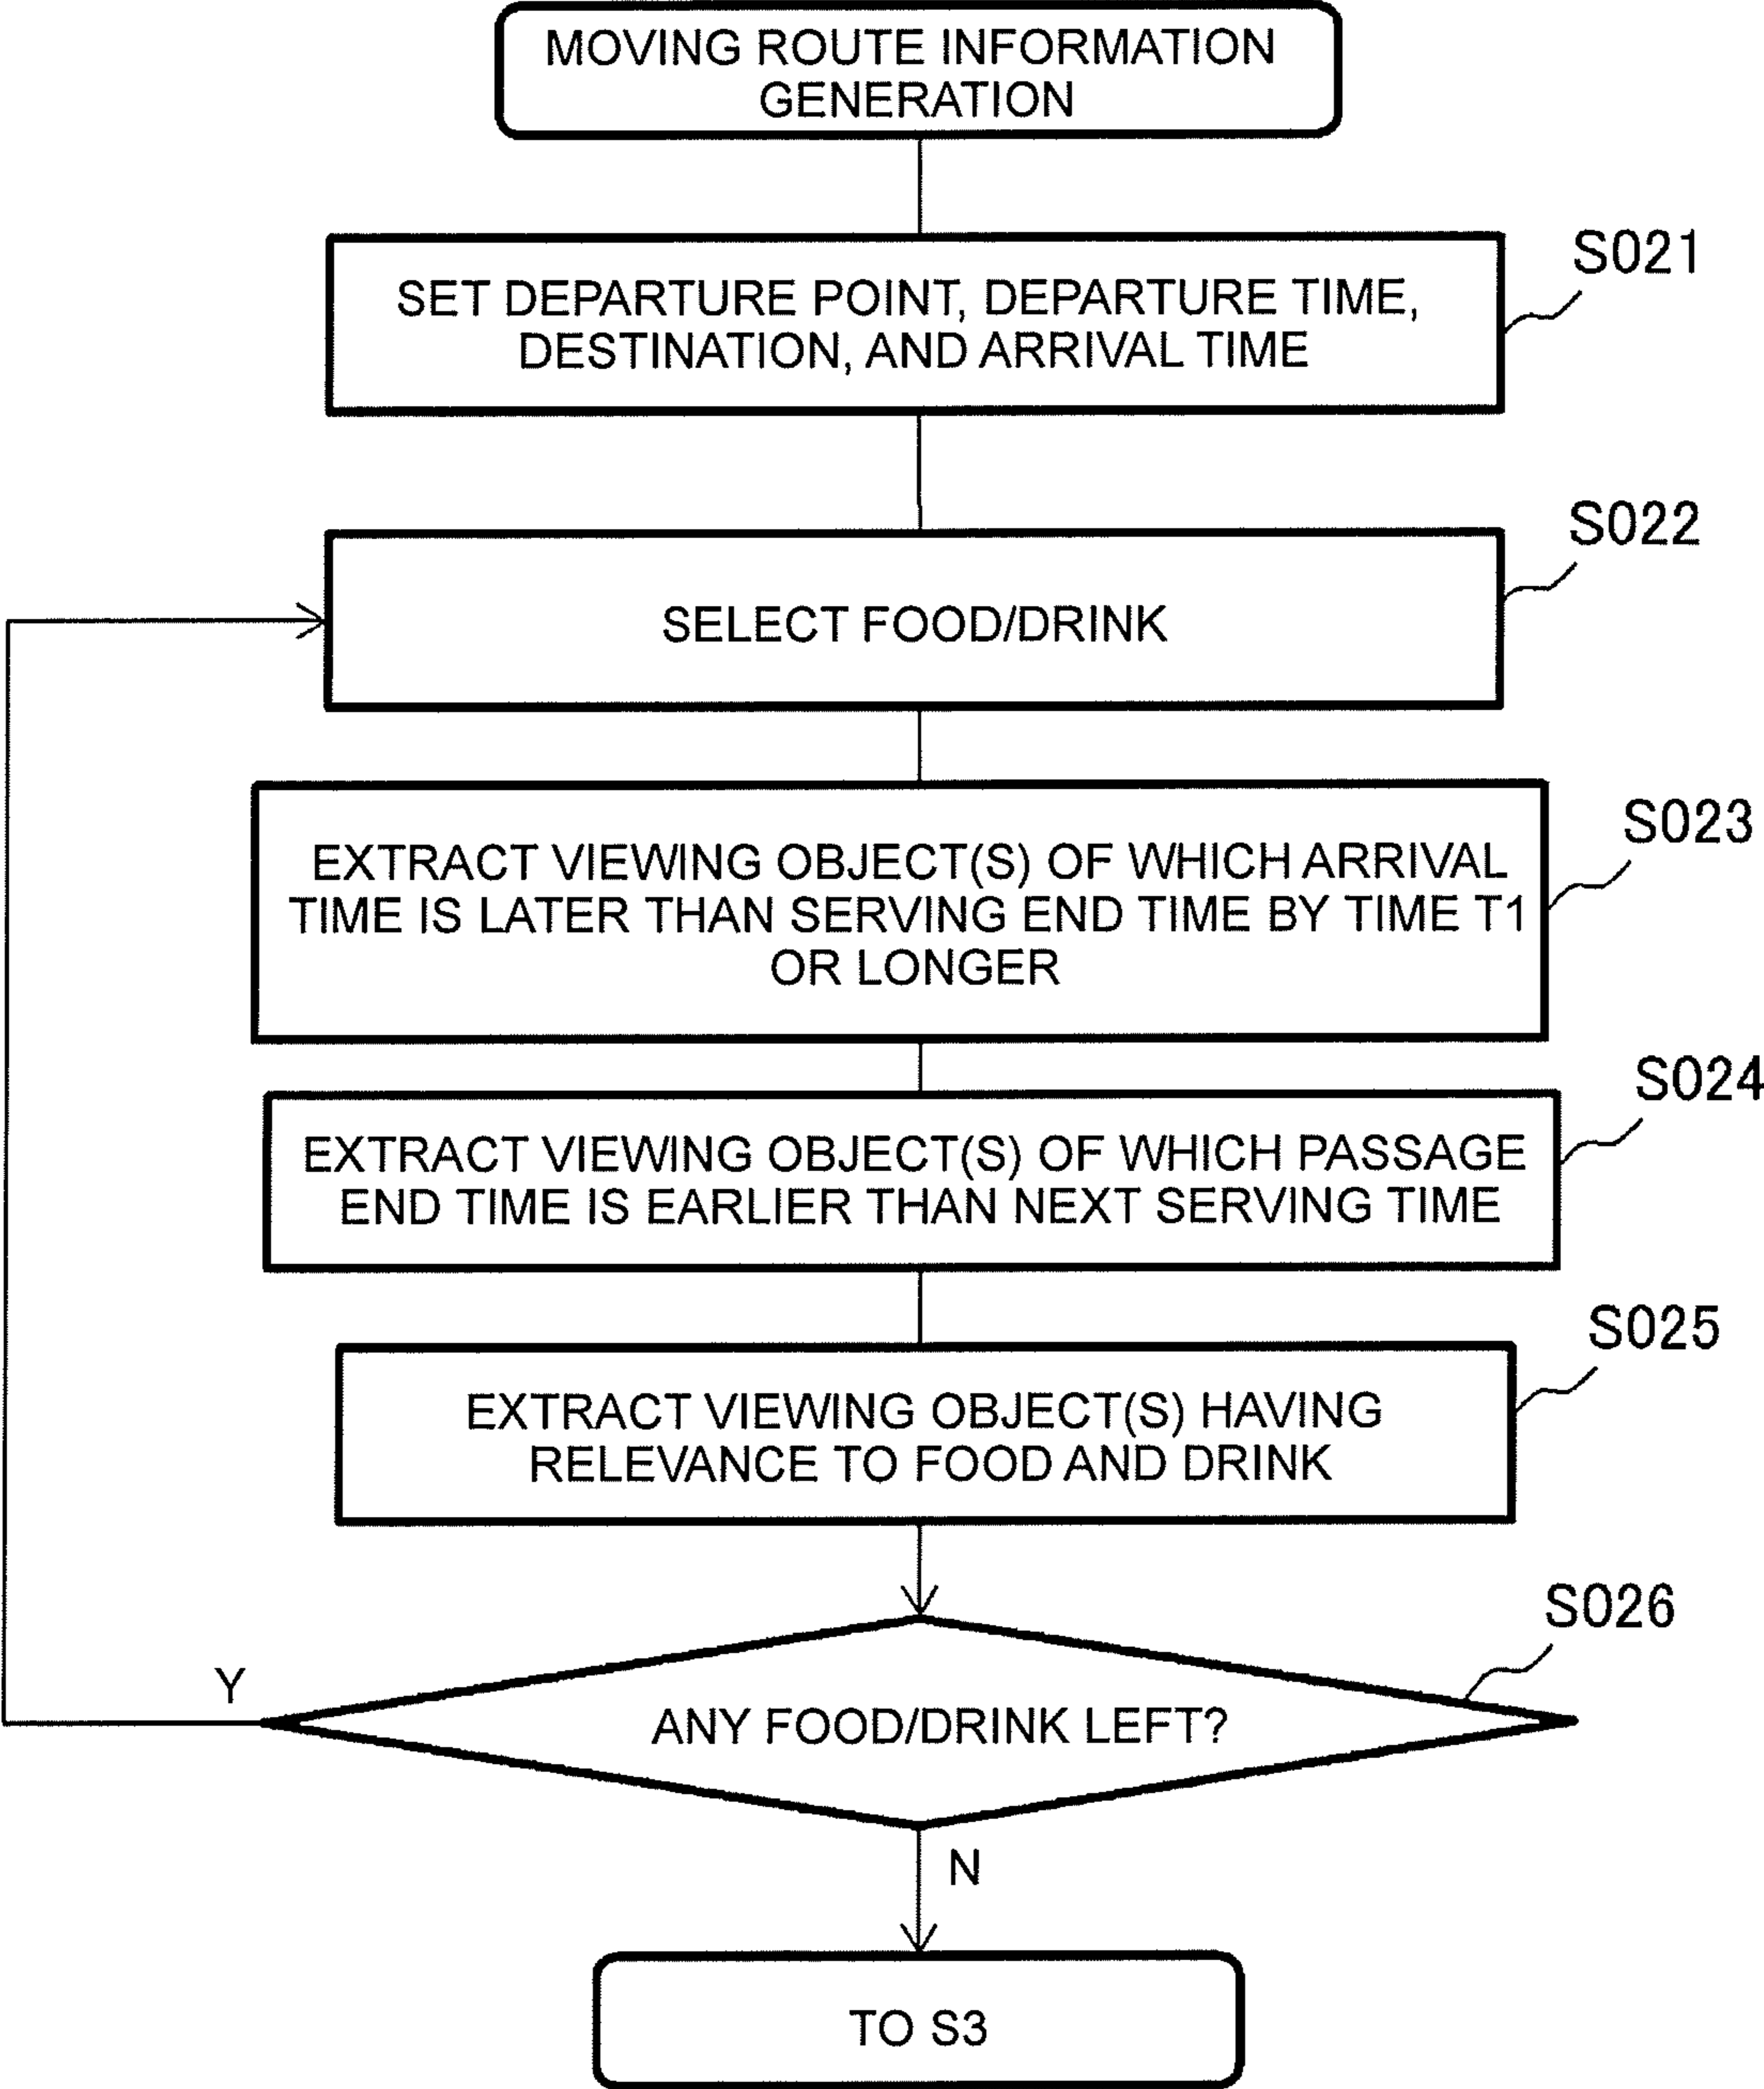 MOVING ROUTE INFORMATION
GENERATION
S021
SET DEPARTURE POINT, DEPARTURE TIME,
DESTINATION, AND ARRIVAL TIME
S022
SELECT FOOD/DRINK
S023
EXTRACT VIEWING OBJECT(S) OF WHICH ARRIVAL
TIME IS LATER THAN SERVING END TIME BY TIME T1
OR LONGER
S024
EXTRACT VIEWING OBJECT(S) OF WHICH PASSAGE
END TIME IS EARLIER THAN NEXT SERVING TIME
S025
EXTRACT VIEWING OBJECT(S) HAVING
RELEVANCE TO FOOD AND DRINK
S026
Y
ANY FOOD/DRINK LEFT?
N
TO S3